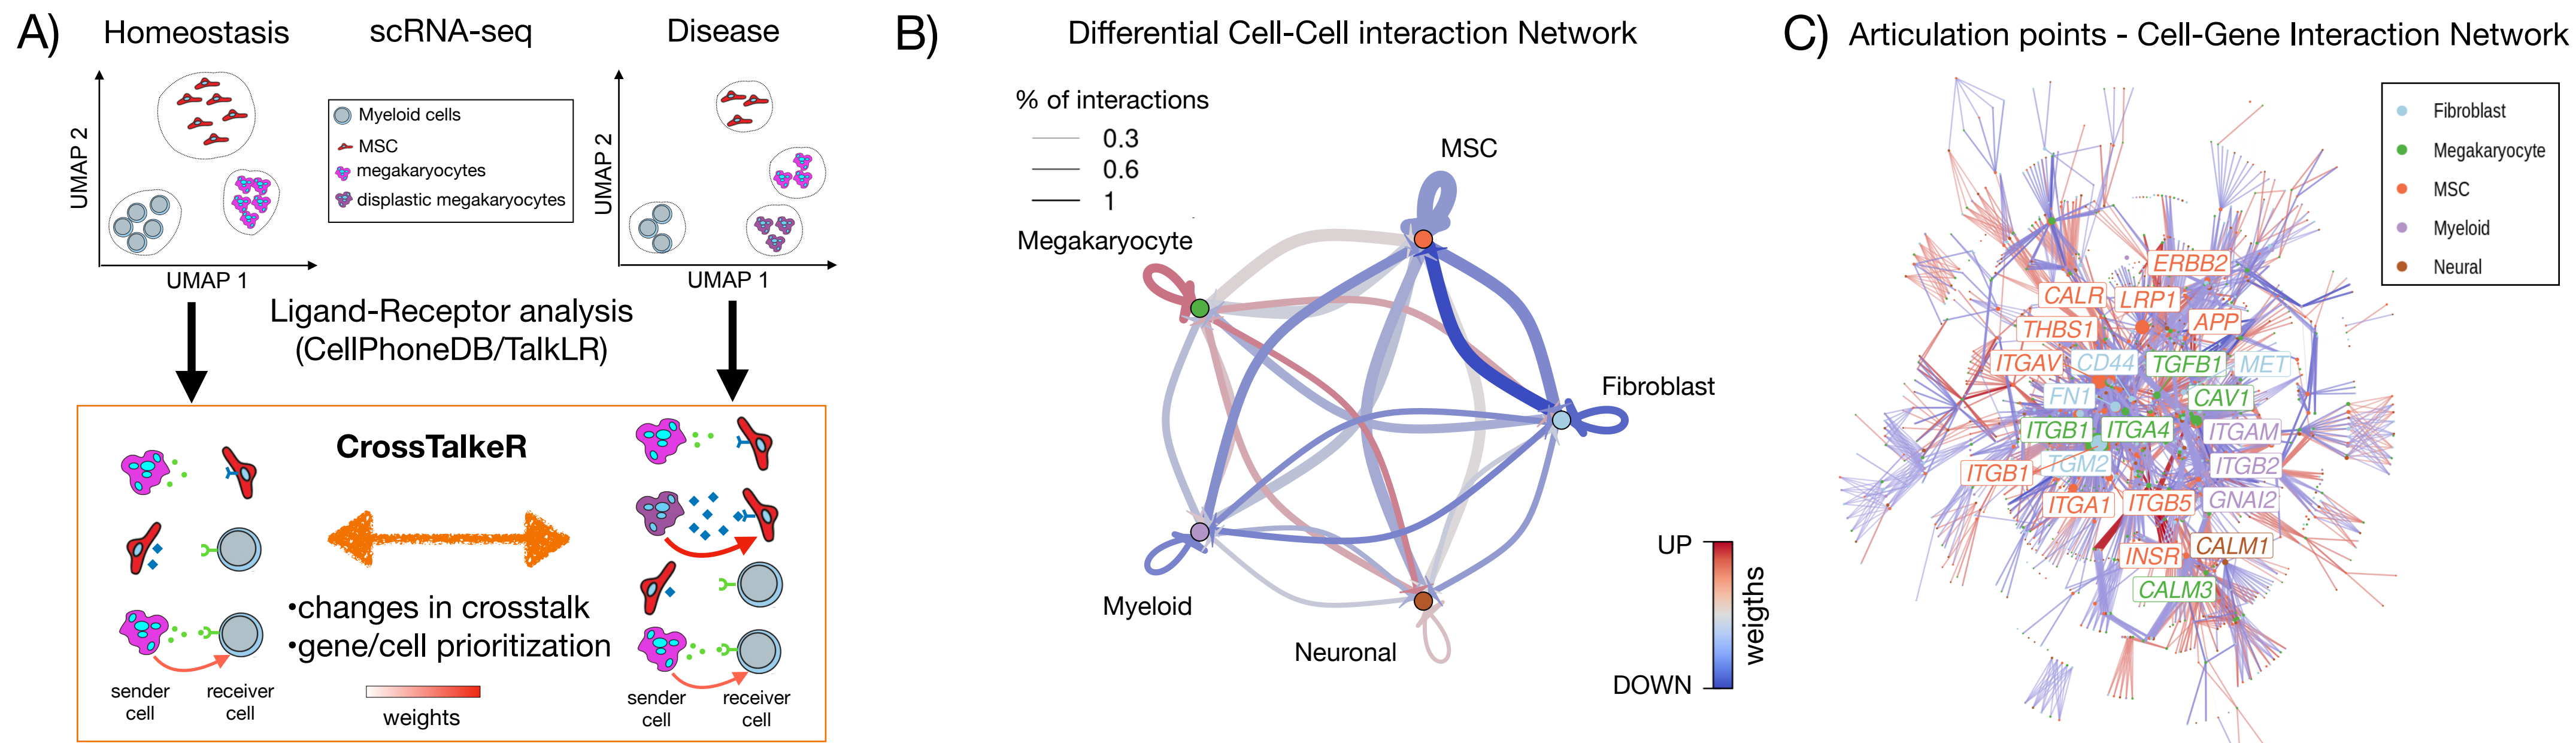 A)
Homeostasis
scRNA-seq
Disease
UMAP 2
UMAP 1
Myeloid cells
MSC
megakaryocytes
displastic megakaryocytes
UMAP 2
UMAP 1
Ligand-Receptor analysis
(CellPhoneDB/TalkLR)
CrossTalkeR
•changes in crosstalk
•gene/cell prioritization
sender
cell
receiver
cell
weights
sender
cell
receiver
cell
B)
Differential Cell-Cell interaction Network
% of interactions
0.3
0.6
1
MSC
Megakaryocyte
Fibroblast
Myeloid
Neuronal
UP
DOWN
weigths
C)
Articulation points - Cell-Gene Interaction Network
Fibroblast
Megakaryocyte
MSC
Myeloid
Neural
ERBB2
CALR
LRP1
THBS1
APP
ITGAV
CD44
TGFB1
MET
FN1
CAV1
ITGB1
ITGA4
ITGAM
ITGB1
TGM2
ITGB2
ITGA1
ITGB5
GNAI2
INSR
CALM1
CALM3